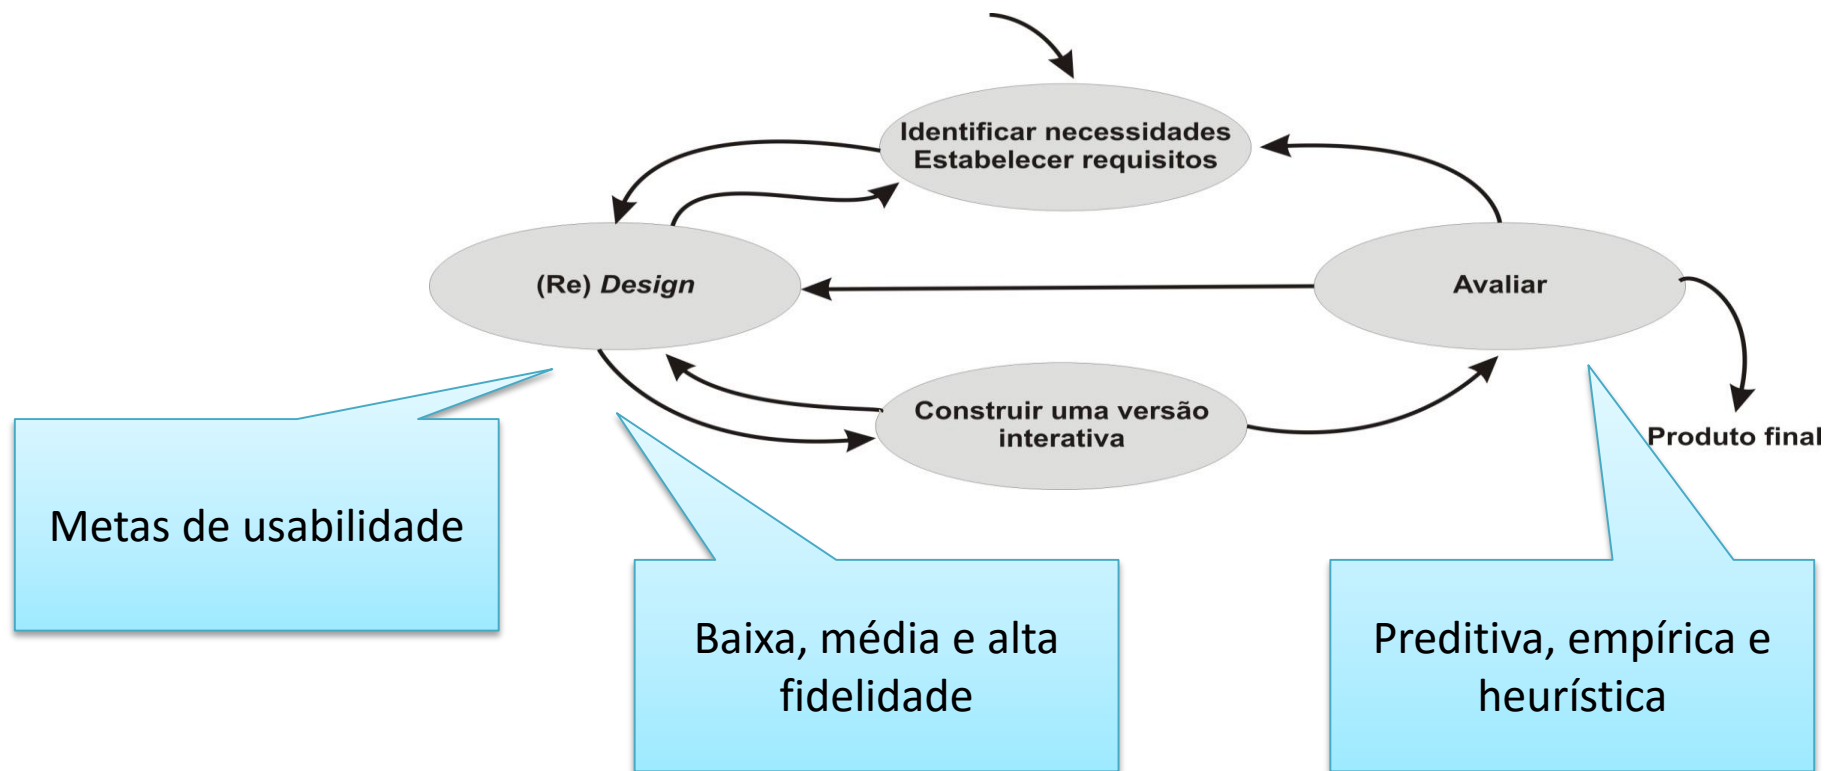 Identificar necessidades
Estabelecer requisitos
(Re) Design
Avaliar
Construir uma versão
interativa
Produto final
Metas de usabilidade
Baixa, média e alta
fidelidade
Preditiva, empírica e
heurística